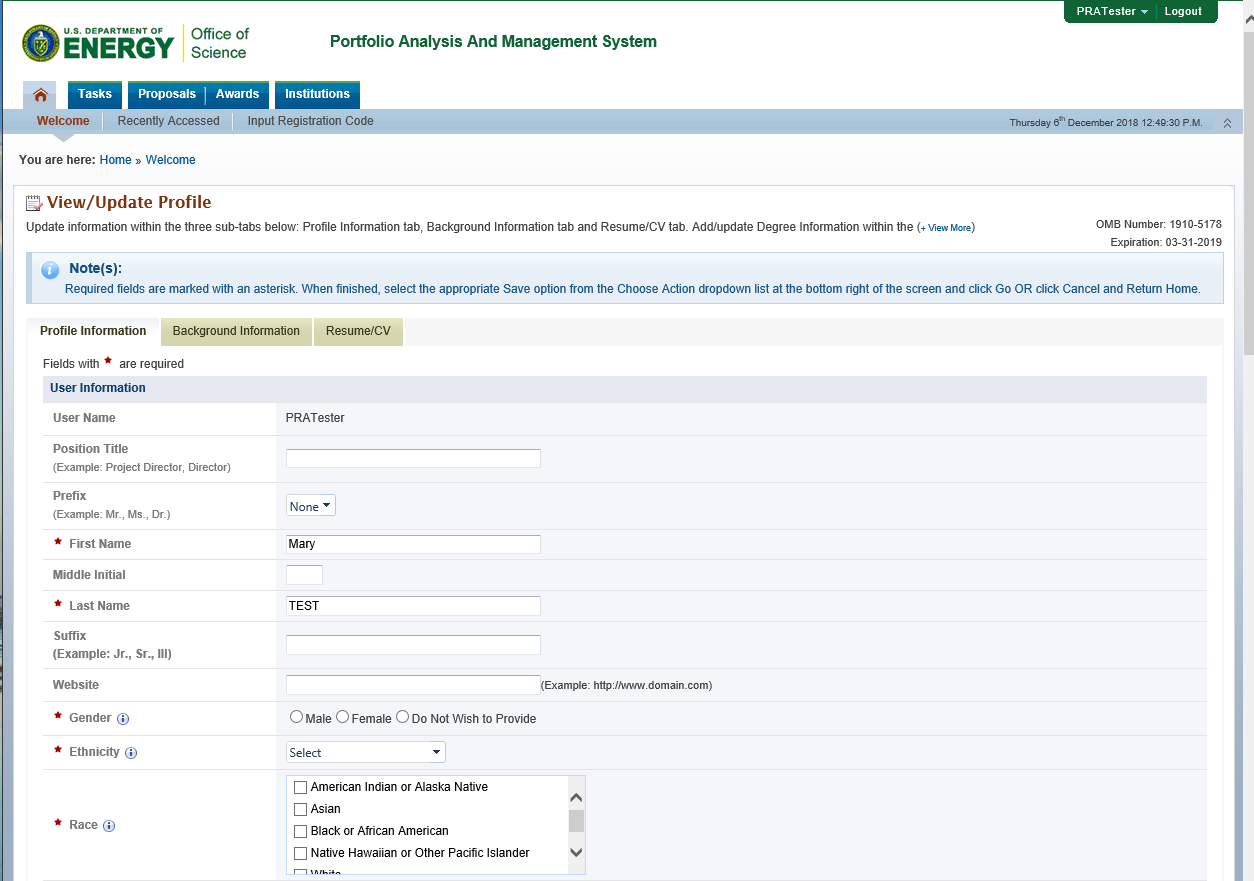 PRATester Logout
U.S. DEPARTMENT OF
ENERGY
Office of
Science
Portfolio Analysis And Management System
Tasks Proposals Awards Institutions
Welcome Recently Accessed Input Registration Code Thursday 6th December 2018 12:49:30 P.M.
You are here: Home » Welcome
View/Update Profile
Update information within the three sub-tabs below: Profile Information tab, Background Information tab and Resume/CV tab. Add/update Degree Information within the (+ View More)
OMB Number: 1910-5178
Expiration: 03-31-2019
Note(s):
Required fields are marked with an asterisk. When finished, select the appropriate Save option from the Choose Action dropdown list at the bottom right of the screen and click Go OR click Cancel and Return Home.
Profile Information Background Information Resume/CV
Fields with * are required
User Information
User Name PRATester
Position Title
(Example: Project Director, Director)
Prefix
(Example: Mr., Ms., Dr.)
None
* First Name Mary
Middle Initial
* Last Name TEST
Suffix
(Example: Jr., Sr., III)
Website (Example: http://www.domain.com)
* Gender Male Female Do Not Wish to Provide
* Ethnicity Select
* Race
American Indian or Alaska Native
Asian
Black or African American
Native Hawaiian or Other Pacific Islander
White